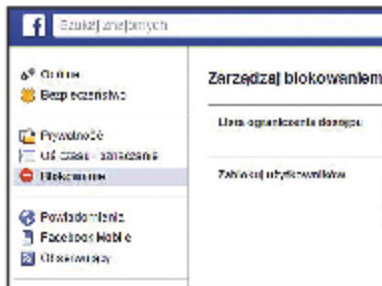 f Szukaj znajomych
Ogólne
Bezpieczeństwo
Zarządzaj blokowaniem
Lista ograniczenia dostępu
Prywatność
Oś czasu i oznaczanie
Blokowanie
Zablokuj użytkowników
Powiadomienia
Facebook Mobile
Obserwujący